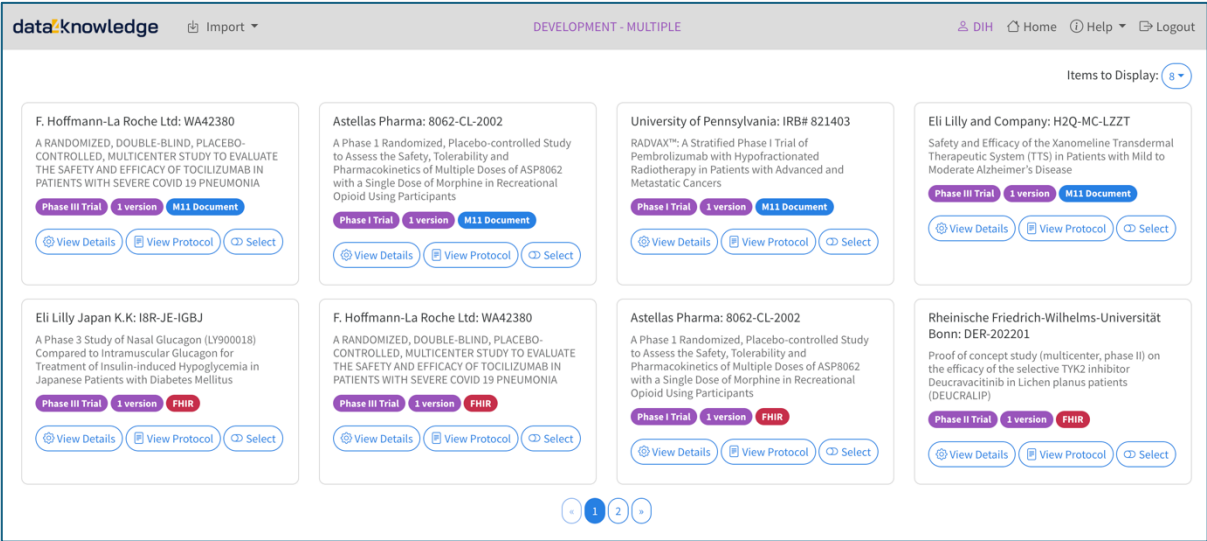 data4knowledge Import DEVELOPMENT - MULTIPLE DIH Home Help Logout
Items to Display: 8
F. Hoffmann-La Roche Ltd: WA42380
A RANDOMIZED, DOUBLE-BLIND, PLACEBO-
CONTROLLED, MULTICENTER STUDY TO EVALUATE
THE SAFETY AND EFFICACY OF TOCILIZUMAB IN
PATIENTS WITH SEVERE COVID 19 PNEUMONIA
Phase III Trial 1 version M11 Document
View Details View Protocol Select
Astellas Pharma: 8062-CL-2002
A Phase 1 Randomized, Placebo-controlled Study
to Assess the Safety, Tolerability and
Pharmacokinetics of Multiple Doses of ASP8062
with a Single Dose of Morphine in Recreational
Opioid Using Participants
Phase I Trial 1 version M11 Document
View Details View Protocol Select
University of Pennsylvania: IRB# 821403
RADVAX™: A Stratified Phase I Trial of
Pembrolizumab with Hypofractionated
Radiotherapy in Patients with Advanced and
Metastatic Cancers
Phase I Trial 1 version M11 Document
View Details View Protocol Select
Eli Lilly and Company: H2Q-MC-LZZT
Safety and Efficacy of the Xanomeline Transdermal
Therapeutic System (TTS) in Patients with Mild to
Moderate Alzheimer's Disease
Phase III Trial 1 version M11 Document
View Details View Protocol Select
Eli Lilly Japan K.K: I8R-JE-IGBJ
A Phase 3 Study of Nasal Glucagon (LY900018)
Compared to Intramuscular Glucagon for
Treatment of Insulin-induced Hypoglycemia in
Japanese Patients with Diabetes Mellitus
Phase III Trial 1 version FHIR
View Details View Protocol Select
F. Hoffmann-La Roche Ltd: WA42380
A RANDOMIZED, DOUBLE-BLIND, PLACEBO-
CONTROLLED, MULTICENTER STUDY TO EVALUATE
THE SAFETY AND EFFICACY OF TOCILIZUMAB IN
PATIENTS WITH SEVERE COVID 19 PNEUMONIA
Phase III Trial 1 version FHIR
View Details View Protocol Select
Astellas Pharma: 8062-CL-2002
A Phase 1 Randomized, Placebo-controlled Study
to Assess the Safety, Tolerability and
Pharmacokinetics of Multiple Doses of ASP8062
with a Single Dose of Morphine in Recreational
Opioid Using Participants
Phase I Trial 1 version FHIR
View Details View Protocol Select
Rheinische Friedrich-Wilhelms-Universität
Bonn: DER-202201
Proof of concept study (multicenter, phase II) on
the efficacy of the selective TYK2 inhibitor
Deucravacitinib in Lichen planus patients
(DEUCRALIP)
Phase II Trial 1 version FHIR
View Details View Protocol Select
« 1 2 »